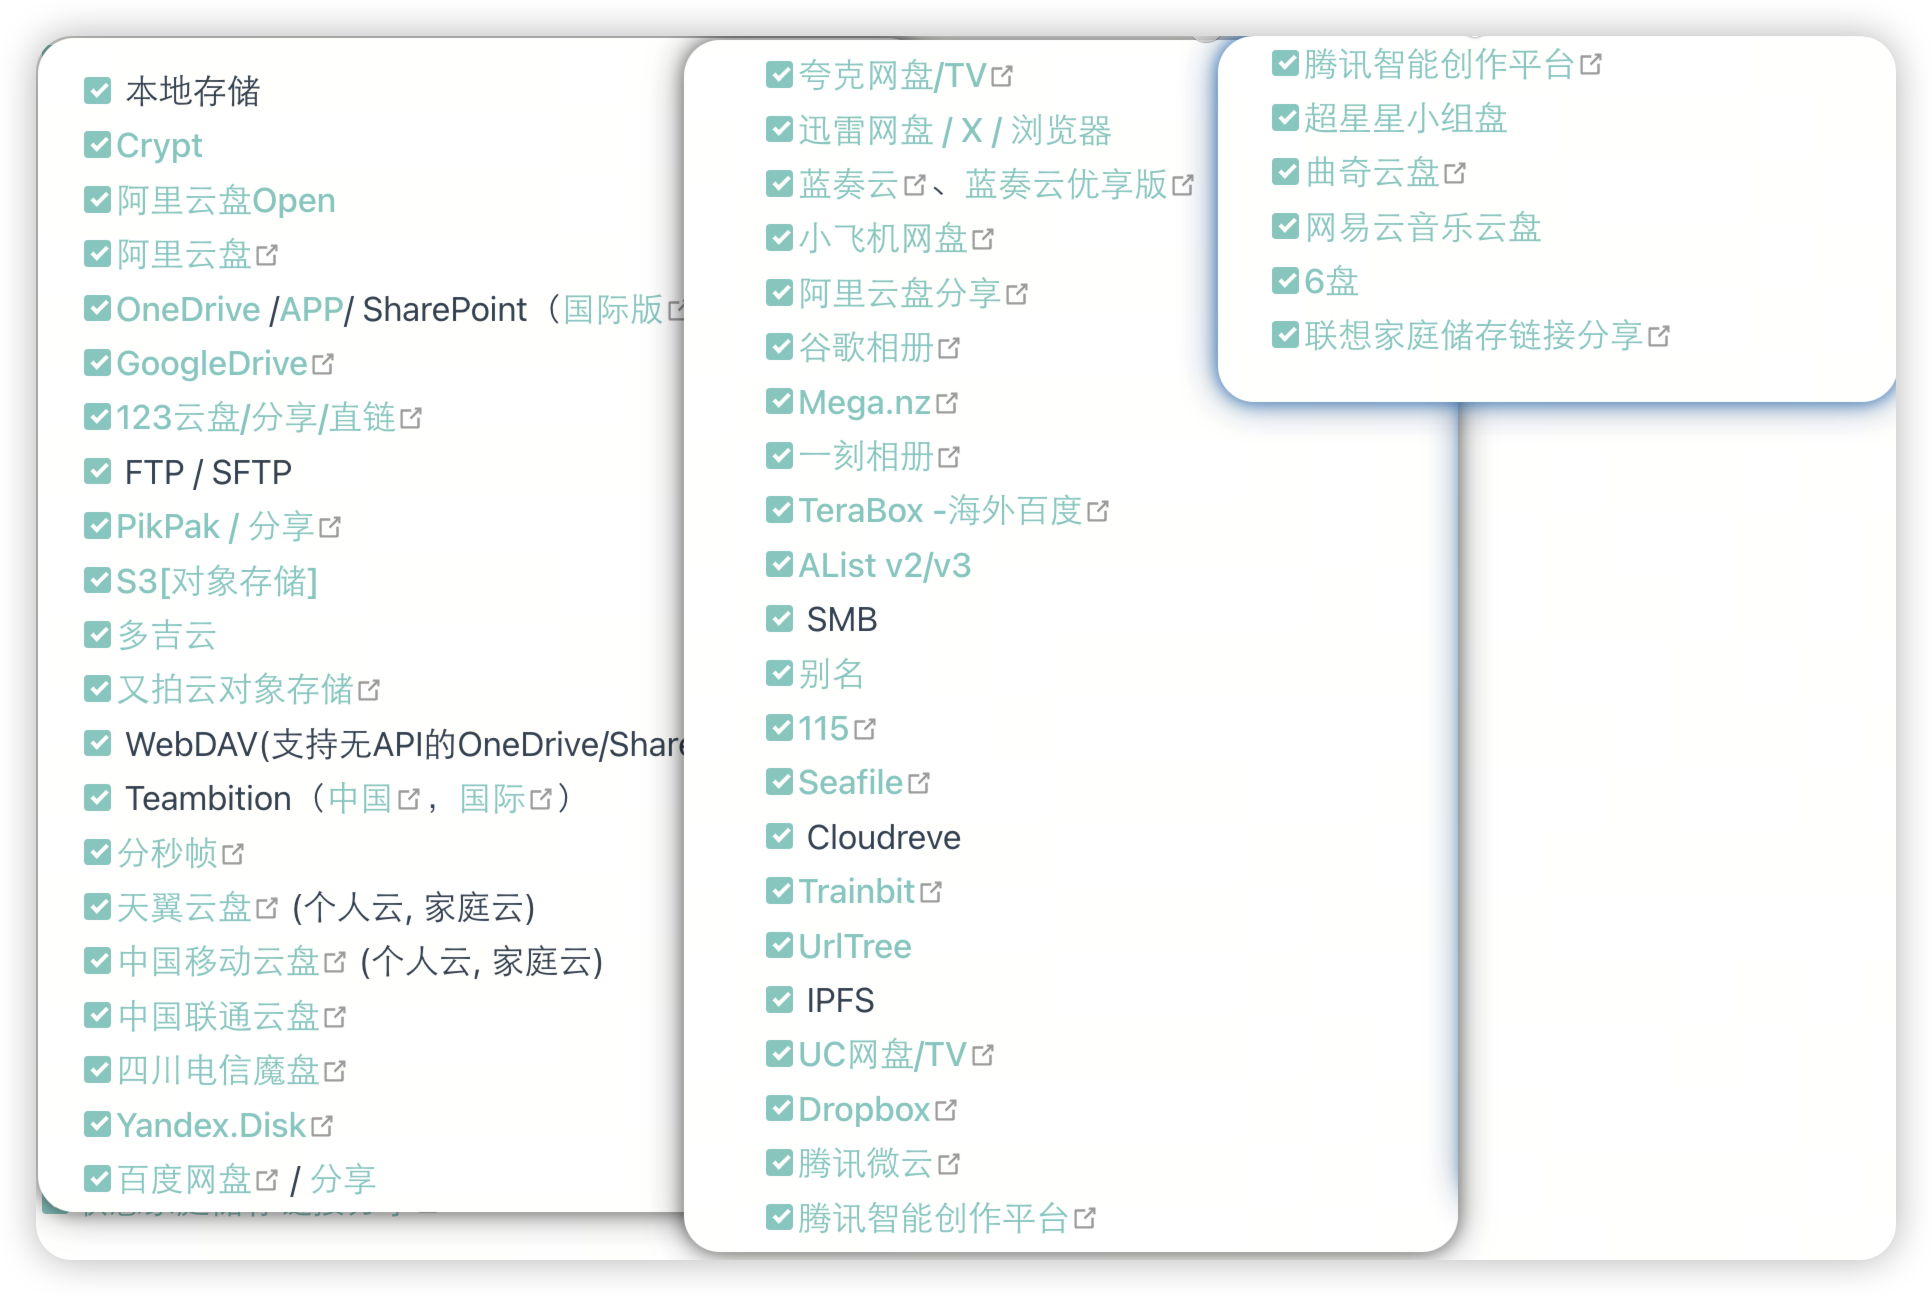 本地存储
Crypt
阿里云盘Open
阿里云盘
OneDrive /APP/ SharePoint（国际版
GoogleDrive
123云盘/分享/直链
FTP / SFTP
PikPak / 分享
S3[对象存储]
多吉云
又拍云对象存储
WebDAV(支持无API的OneDrive/Share
Teambition（中国，国际）
分秒帧
天翼云盘 (个人云, 家庭云)
中国移动云盘 (个人云, 家庭云)
中国联通云盘
四川电信魔盘
Yandex.Disk
百度网盘 / 分享
夸克网盘/TV
迅雷网盘 / X / 浏览器
蓝奏云、蓝奏云优享版
小飞机网盘
阿里云盘分享
谷歌相册
Mega.nz
一刻相册
TeraBox -海外百度
AList v2/v3
SMB
别名
115
Seafile
Cloudreve
Trainbit
UrlTree
IPFS
UC网盘/TV
Dropbox
腾讯微云
腾讯智能创作平台
腾讯智能创作平台
超星星小组盘
曲奇云盘
网易云音乐云盘
6盘
联想家庭储存链接分享